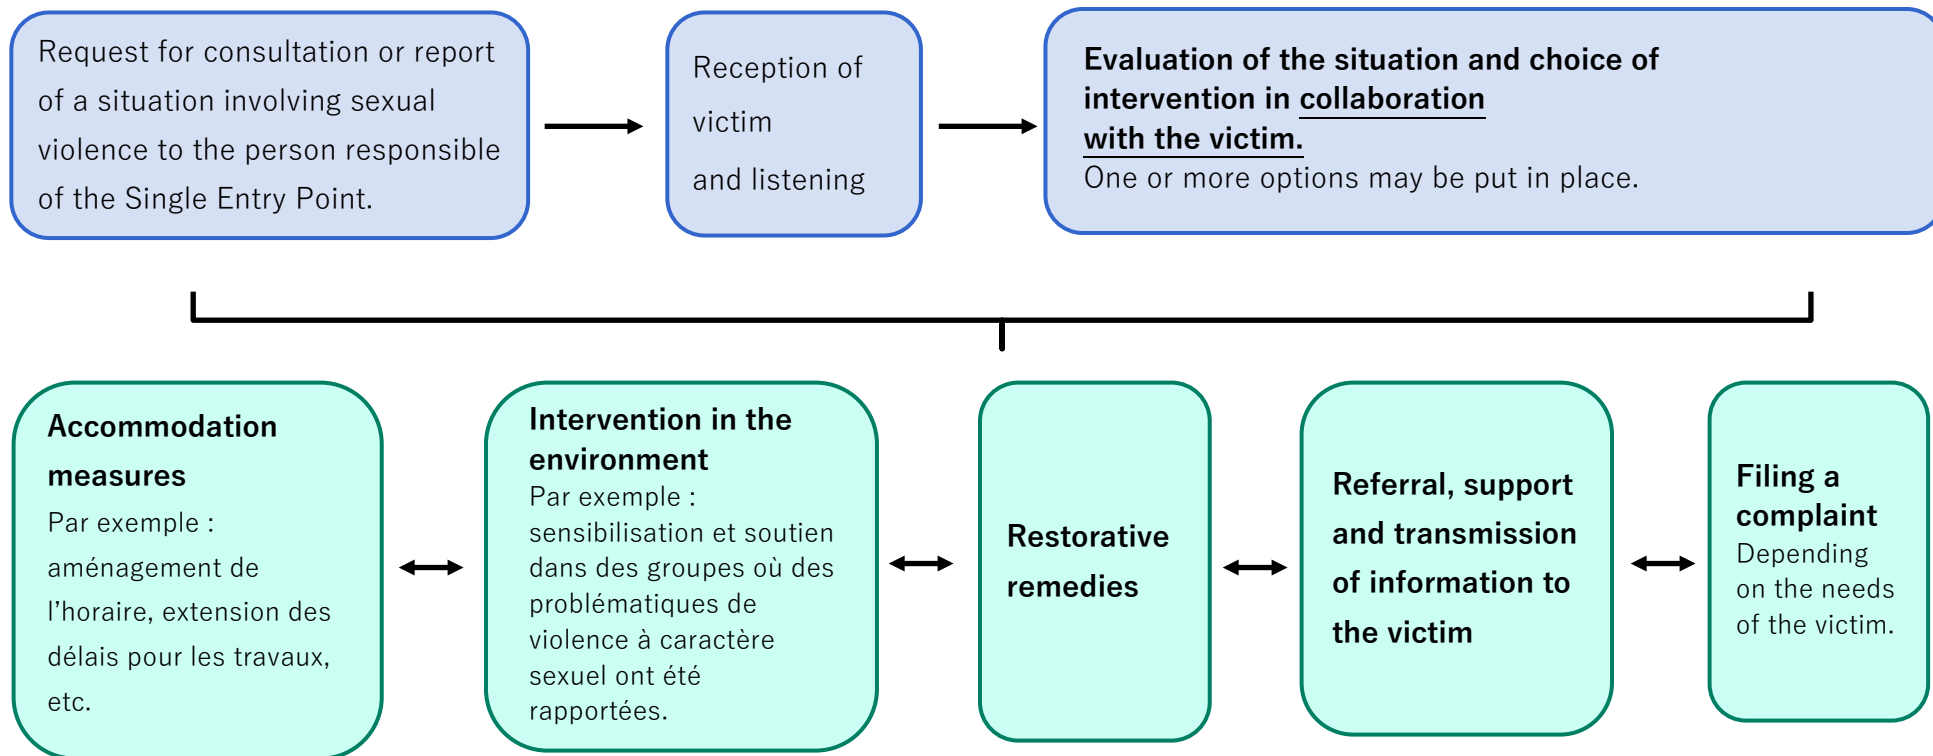 Request for consultation or report
of a situation involving sexual
violence to the person responsible
of the Single Entry Point.
Reception of
victim
and listening
Evaluation of the situation and choice of
intervention in collaboration
with the victim.
One or more options may be put in place.
Accommodation
measures
Par exemple :
aménagement de
l’horaire, extension des
délais pour les travaux,
etc.
Intervention in the
environment
Par exemple :
sensibilisation et soutien
dans des groupes où des
problématiques de
violence à caractère
sexuel ont été
rapportées.
Restorative
remedies
Referral, support
and transmission
of information to
the victim
Filing a
complaint
Depending
on the needs
of the victim.